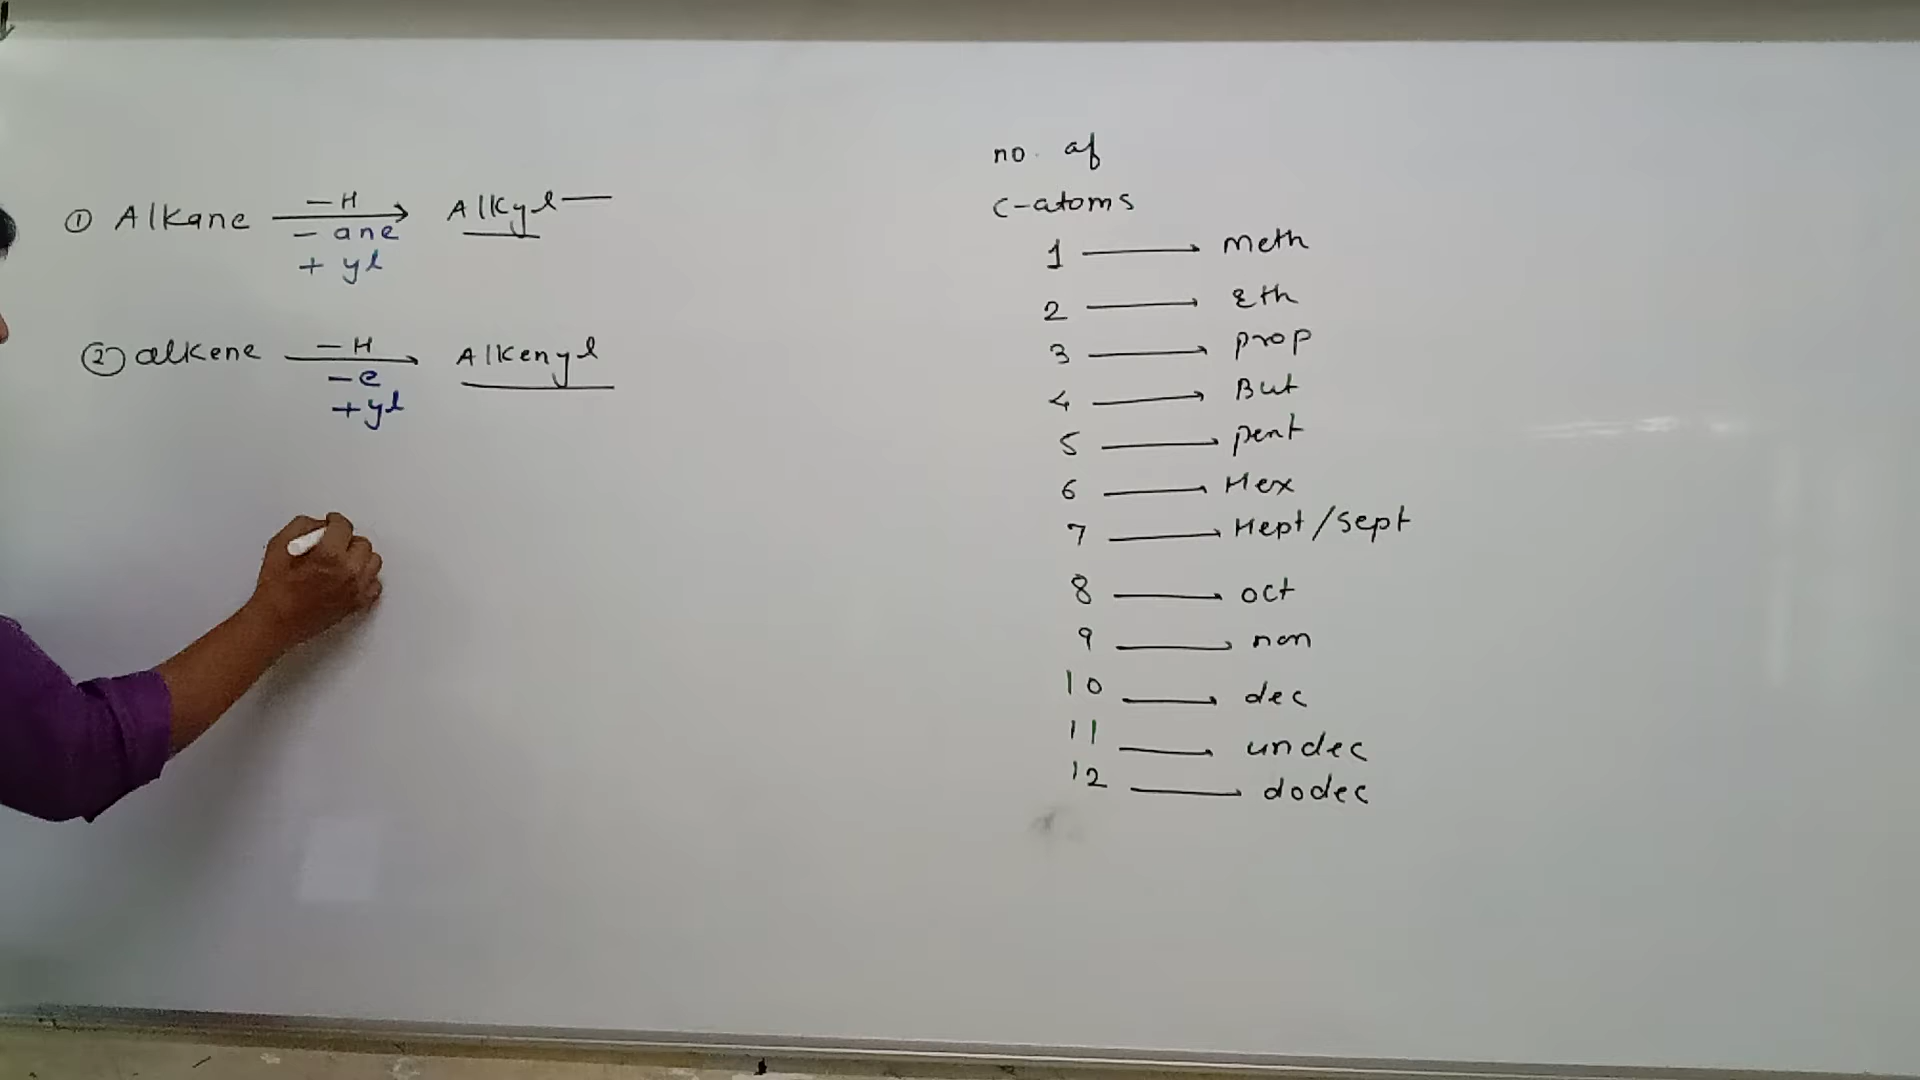 ① Alkane —H → Alkyl—
— ane
+ yl
② alkene —H → Alkenyl
—e
+yl
no. of
C-atoms
1 → meth
2 → Eth
3 → prop
4 → But
5 → pent
6 → Hex
7 → Hept/Sept
8 → oct
9 → non
10 → dec
11 → undec
12 → dodec